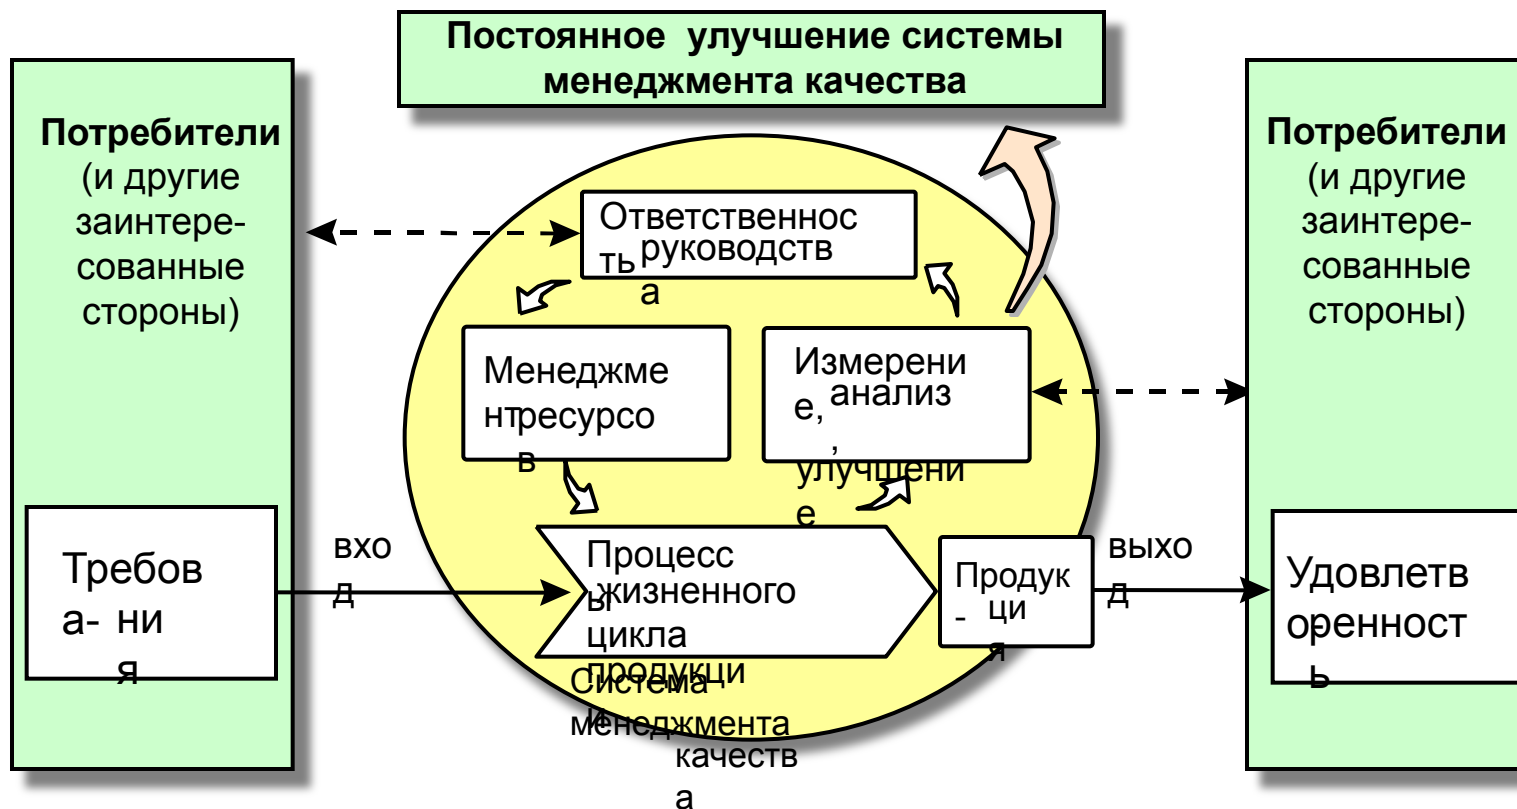 Постоянное улучшение системы
менеджмента качества
Потребители
(и другие
заинтере-
сованные
стороны)
Требов
а- ни
я
вхо
д
Ответственнос
ть руководств
а
Менеджме
нт ресурсо
в
Измерени
е, анализ
,
улучшени
е
Процесс
ы жизненного
цикла
продукци
и
Система
менеджмента
качеств
а
Продук
- ци
я
выхо
д
Потребители
(и другие
заинтере-
сованные
стороны)
Удовлетв
оренност
ь